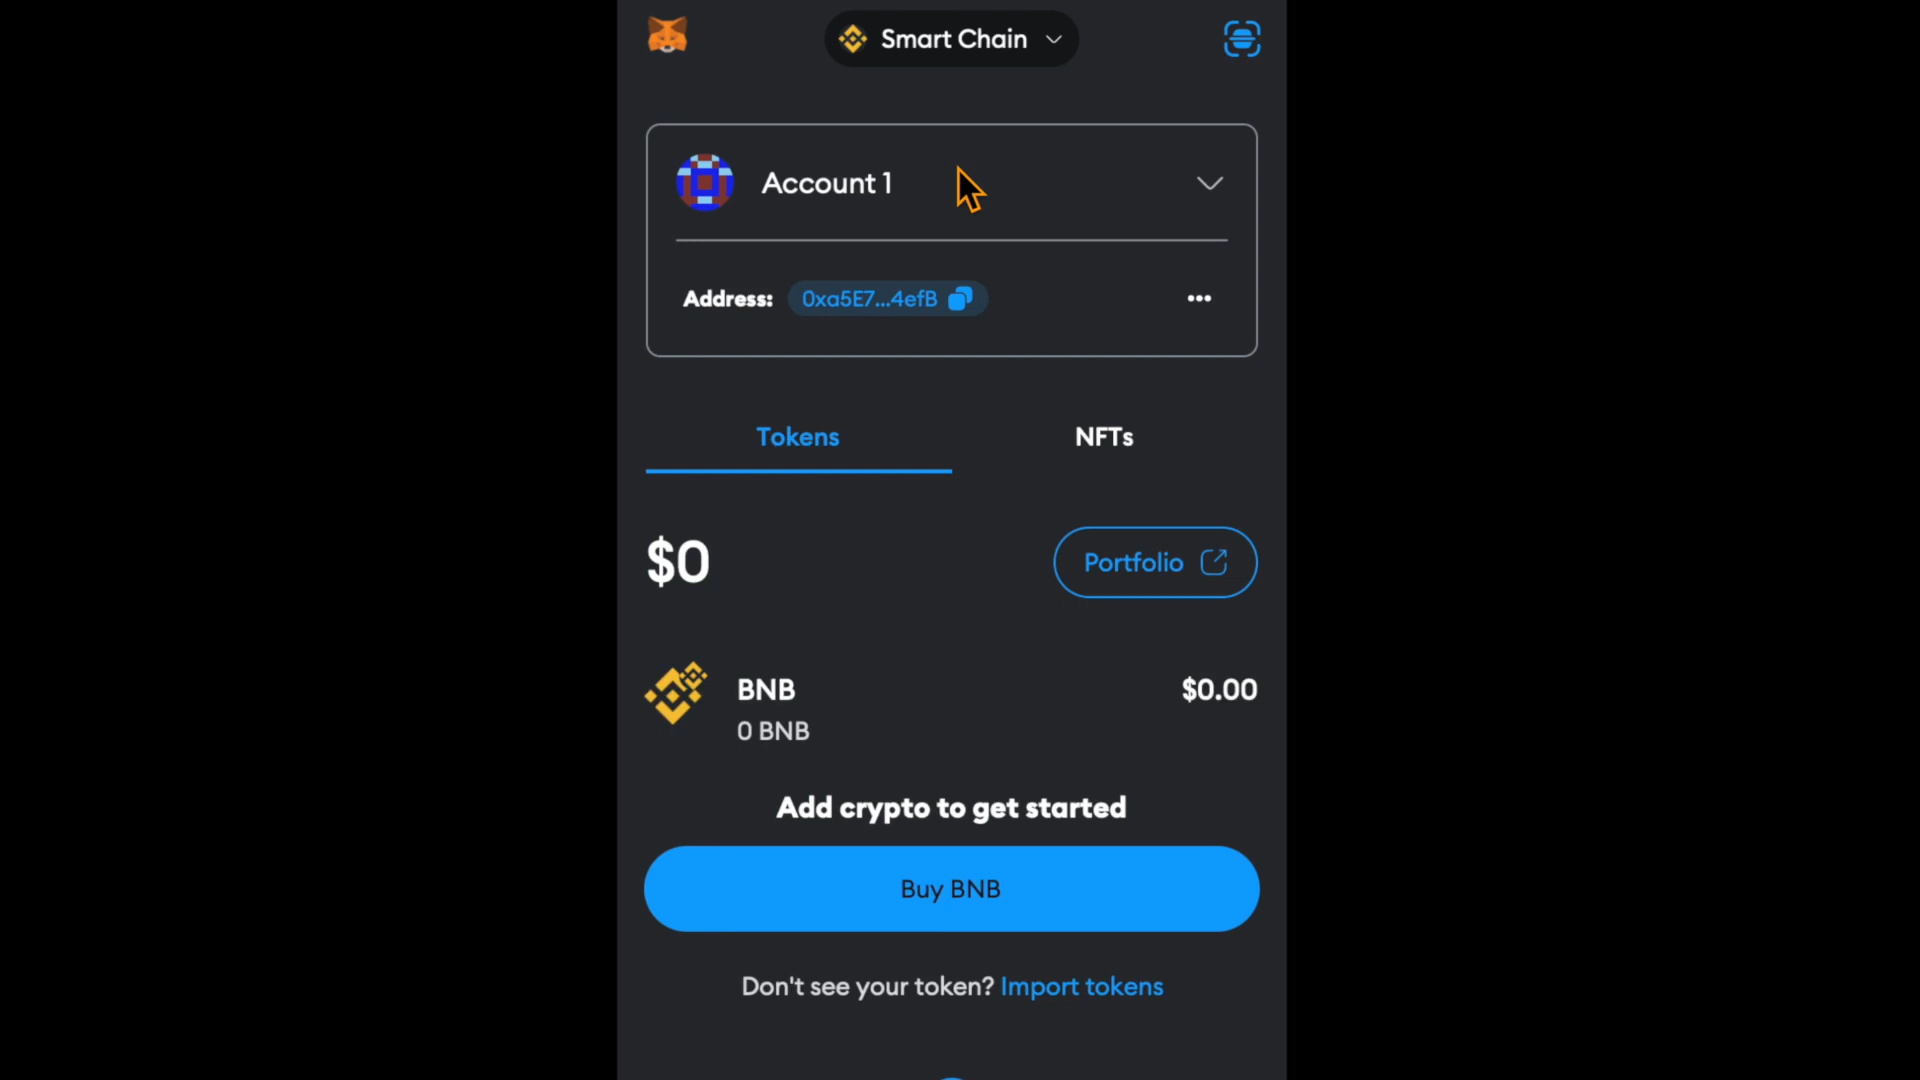 Smart Chain
Account 1
Address: 0xa5E7...4efB
Tokens NFTs
$0 Portfolio
BNB $0.00
0 BNB
Add crypto to get started
Buy BNB
Don't see your token? Import tokens